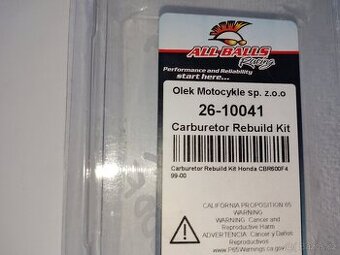 ALL BALLS
Racing
Performance and Reliability
start here...
Olek Motocykle sp. z.o.o
26-10041
Carburetor Rebuild Kit
Carburetor Rebuild Kit Honda CBR600F4
99-00
CALIFORNIA PROPOSITION 65
WARNING
WARNING: Cancer and
Reproductive Harm
ADVERTENCIA: Cancer y Daños
Reproductivos
www.P65Warnings.ca.gov